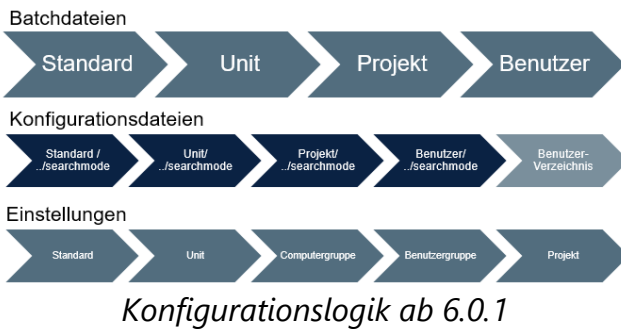 Batchdateien
Standard Unit Projekt Benutzer
Konfigurationsdateien
Standard / Unit/ Projekt/ Benutzer/ Benutzer-
../searchmode ../searchmode ../searchmode ../searchmode Verzeichnis
Einstellungen
Standard Unit Computergruppe Benutzergruppe Projekt
Konfigurationslogik ab 6.0.1